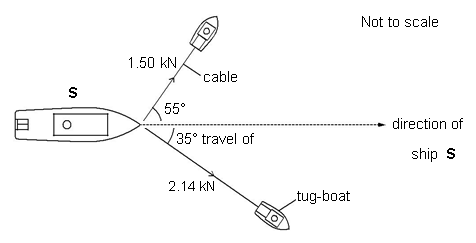 Not to scale
1.50 kN
cable
S
55°
direction of
35° travel of
ship S
2.14 kN
tug-boat